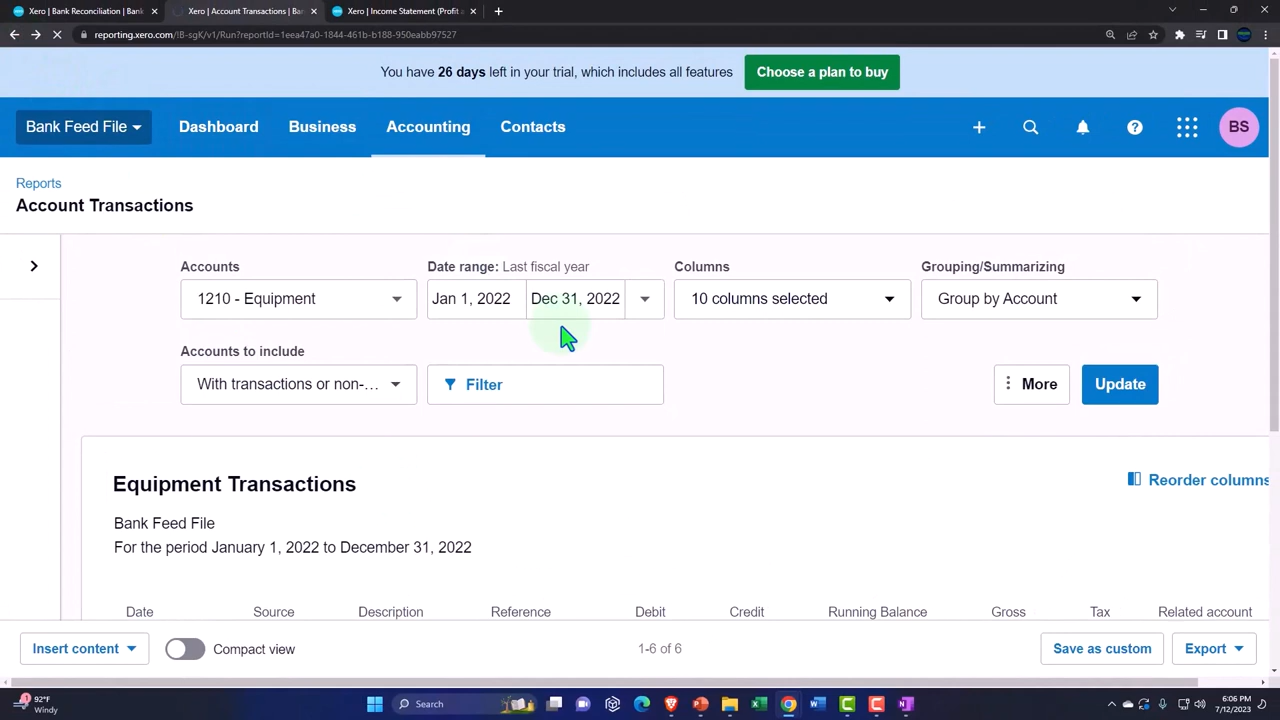 Xero | Bank Reconciliation | Bank
Xero | Account Transactions | Ban
Xero | Income Statement (Profit a
reporting.xero.com/!B-sgK/v1/Run?reportId=1eea47a0-1844-461b-b188-950eabb97527
You have 26 days left in your trial, which includes all features
Choose a plan to buy
Bank Feed File
Dashboard
Business
Accounting
Contacts
BS
Reports
Account Transactions
Accounts
Date range: Last fiscal year
Columns
Grouping/Summarizing
1210 - Equipment
Jan 1, 2022
Dec 31, 2022
10 columns selected
Group by Account
Accounts to include
With transactions or non-...
Filter
More
Update
Equipment Transactions
Reorder columns
Bank Feed File
For the period January 1, 2022 to December 31, 2022
Date Source Description Reference Debit Credit Running Balance Gross Tax Related account
Insert content
Compact view
1-6 of 6
Save as custom
Export
1
92°F
Windy
Search
6:06 PM
7/12/2023